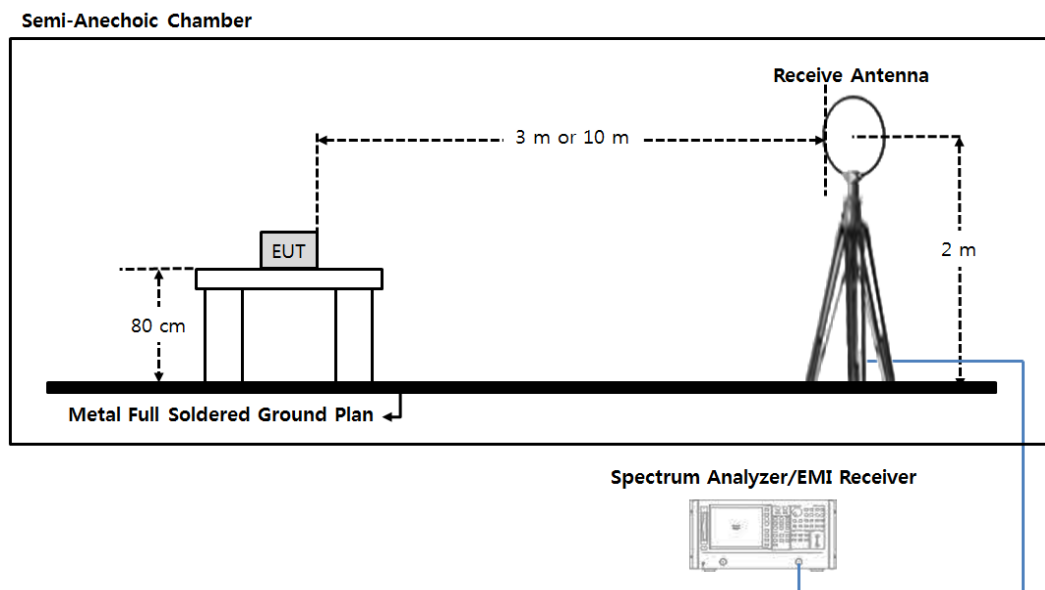 Semi-Anechoic Chamber
Receive Antenna
3 m or 10 m
EUT
2 m
80 cm
Metal Full Soldered Ground Plan
Spectrum Analyzer/EMI Receiver